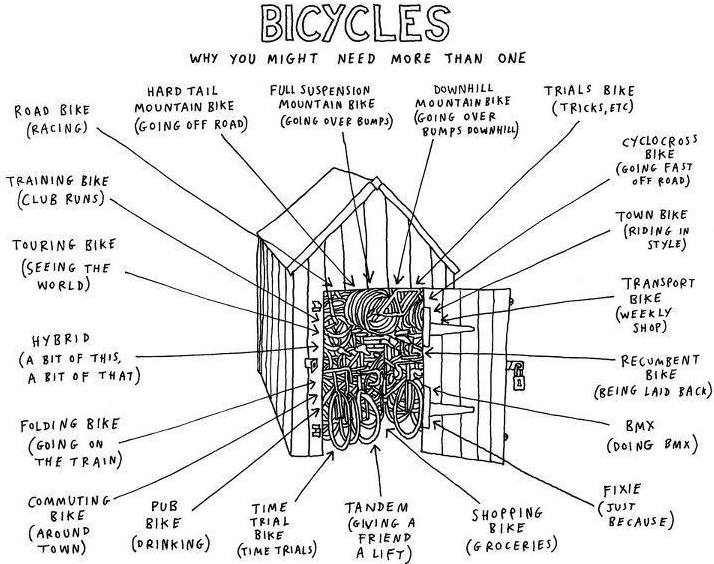 BICYCLES
WHY YOU MIGHT NEED MORE THAN ONE
ROAD BIKE
(RACING)
HARD TAIL
MOUNTAIN BIKE
(GOING OFF ROAD)
FULL SUSPENSION
MOUNTAIN BIKE
(GOING OVER BUMPS)
DOWNHILL
MOUNTAIN BIKE
(GOING OVER
BUMPS DOWNHILL)
TRIALS BIKE
(TRICKS, ETC)
CYCLOCROSS
BIKE
(GOING FAST
OFF ROAD)
TRAINING BIKE
(CLUB RUNS)
TOWN BIKE
(RIDING IN
STYLE)
TOURING BIKE
(SEEING THE
WORLD)
TRANSPORT
BIKE
(WEEKLY
SHOP)
HYBRID
(A BIT OF THIS,
A BIT OF THAT)
RECUMBENT
BIKE
(BEING LAID BACK)
FOLDING BIKE
(GOING ON
THE TRAIN)
BMX
(DOING BMX)
COMMUTING
BIKE
(AROUND
TOWN)
PUB
BIKE
(DRINKING)
TIME
TRIAL
BIKE
(TIME TRIALS)
TANDEM
(GIVING A
FRIEND
A LIFT)
SHOPPING
BIKE
(GROCERIES)
FIXIE
(JUST
BECAUSE)